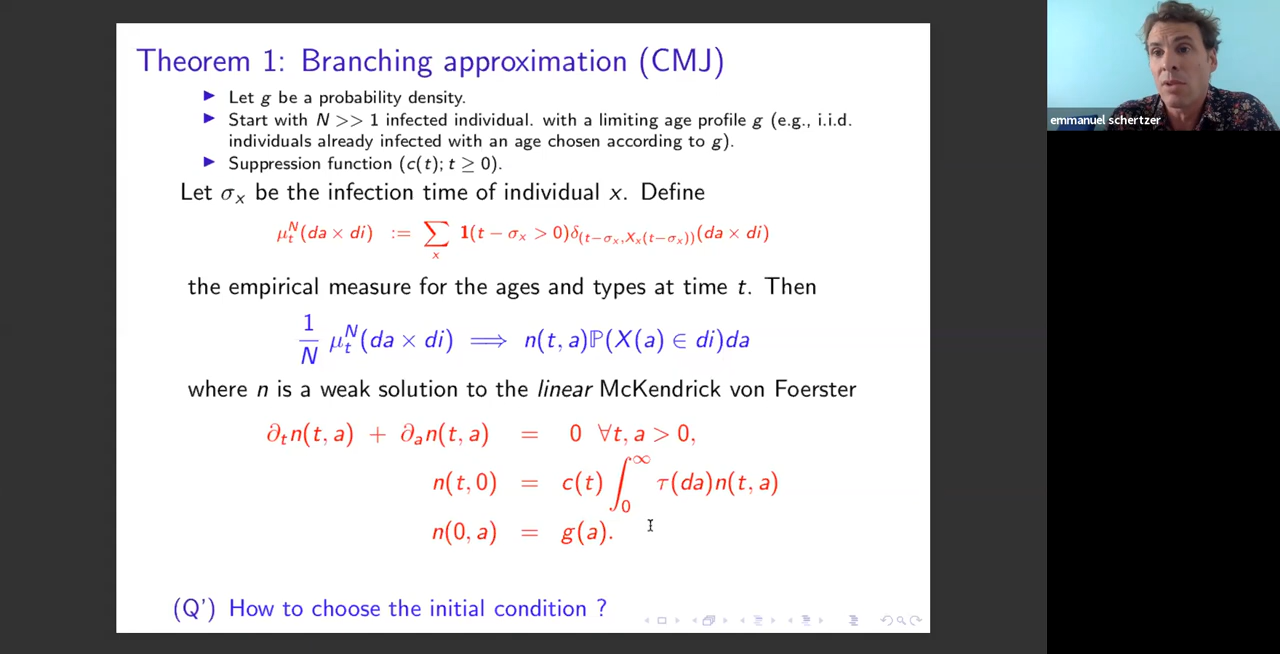 Theorem 1: Branching approximation (CMJ)
▶ Let g be a probability density.
▶ Start with N >> 1 infected individual. with a limiting age profile g (e.g., i.i.d.
individuals already infected with an age chosen according to g).
▶ Suppression function (c(t); t ≥ 0).
Let σ_x be the infection time of individual x. Define
μ_t^N(da × di) := ∑_x 1(t − σ_x > 0)δ_{(t−σ_x, X_x(t−σ_x))}(da × di)
the empirical measure for the ages and types at time t. Then
1/N μ_t^N(da × di) ⟹ n(t, a)ℙ(X(a) ∈ di)da
where n is a weak solution to the linear McKendrick von Foerster
∂_t n(t, a) + ∂_a n(t, a) = 0 ∀t, a > 0,
n(t, 0) = c(t) ∫_0^∞ τ(da)n(t, a)
n(0, a) = g(a).
(Q') How to choose the initial condition ?
emmanuel schertzer